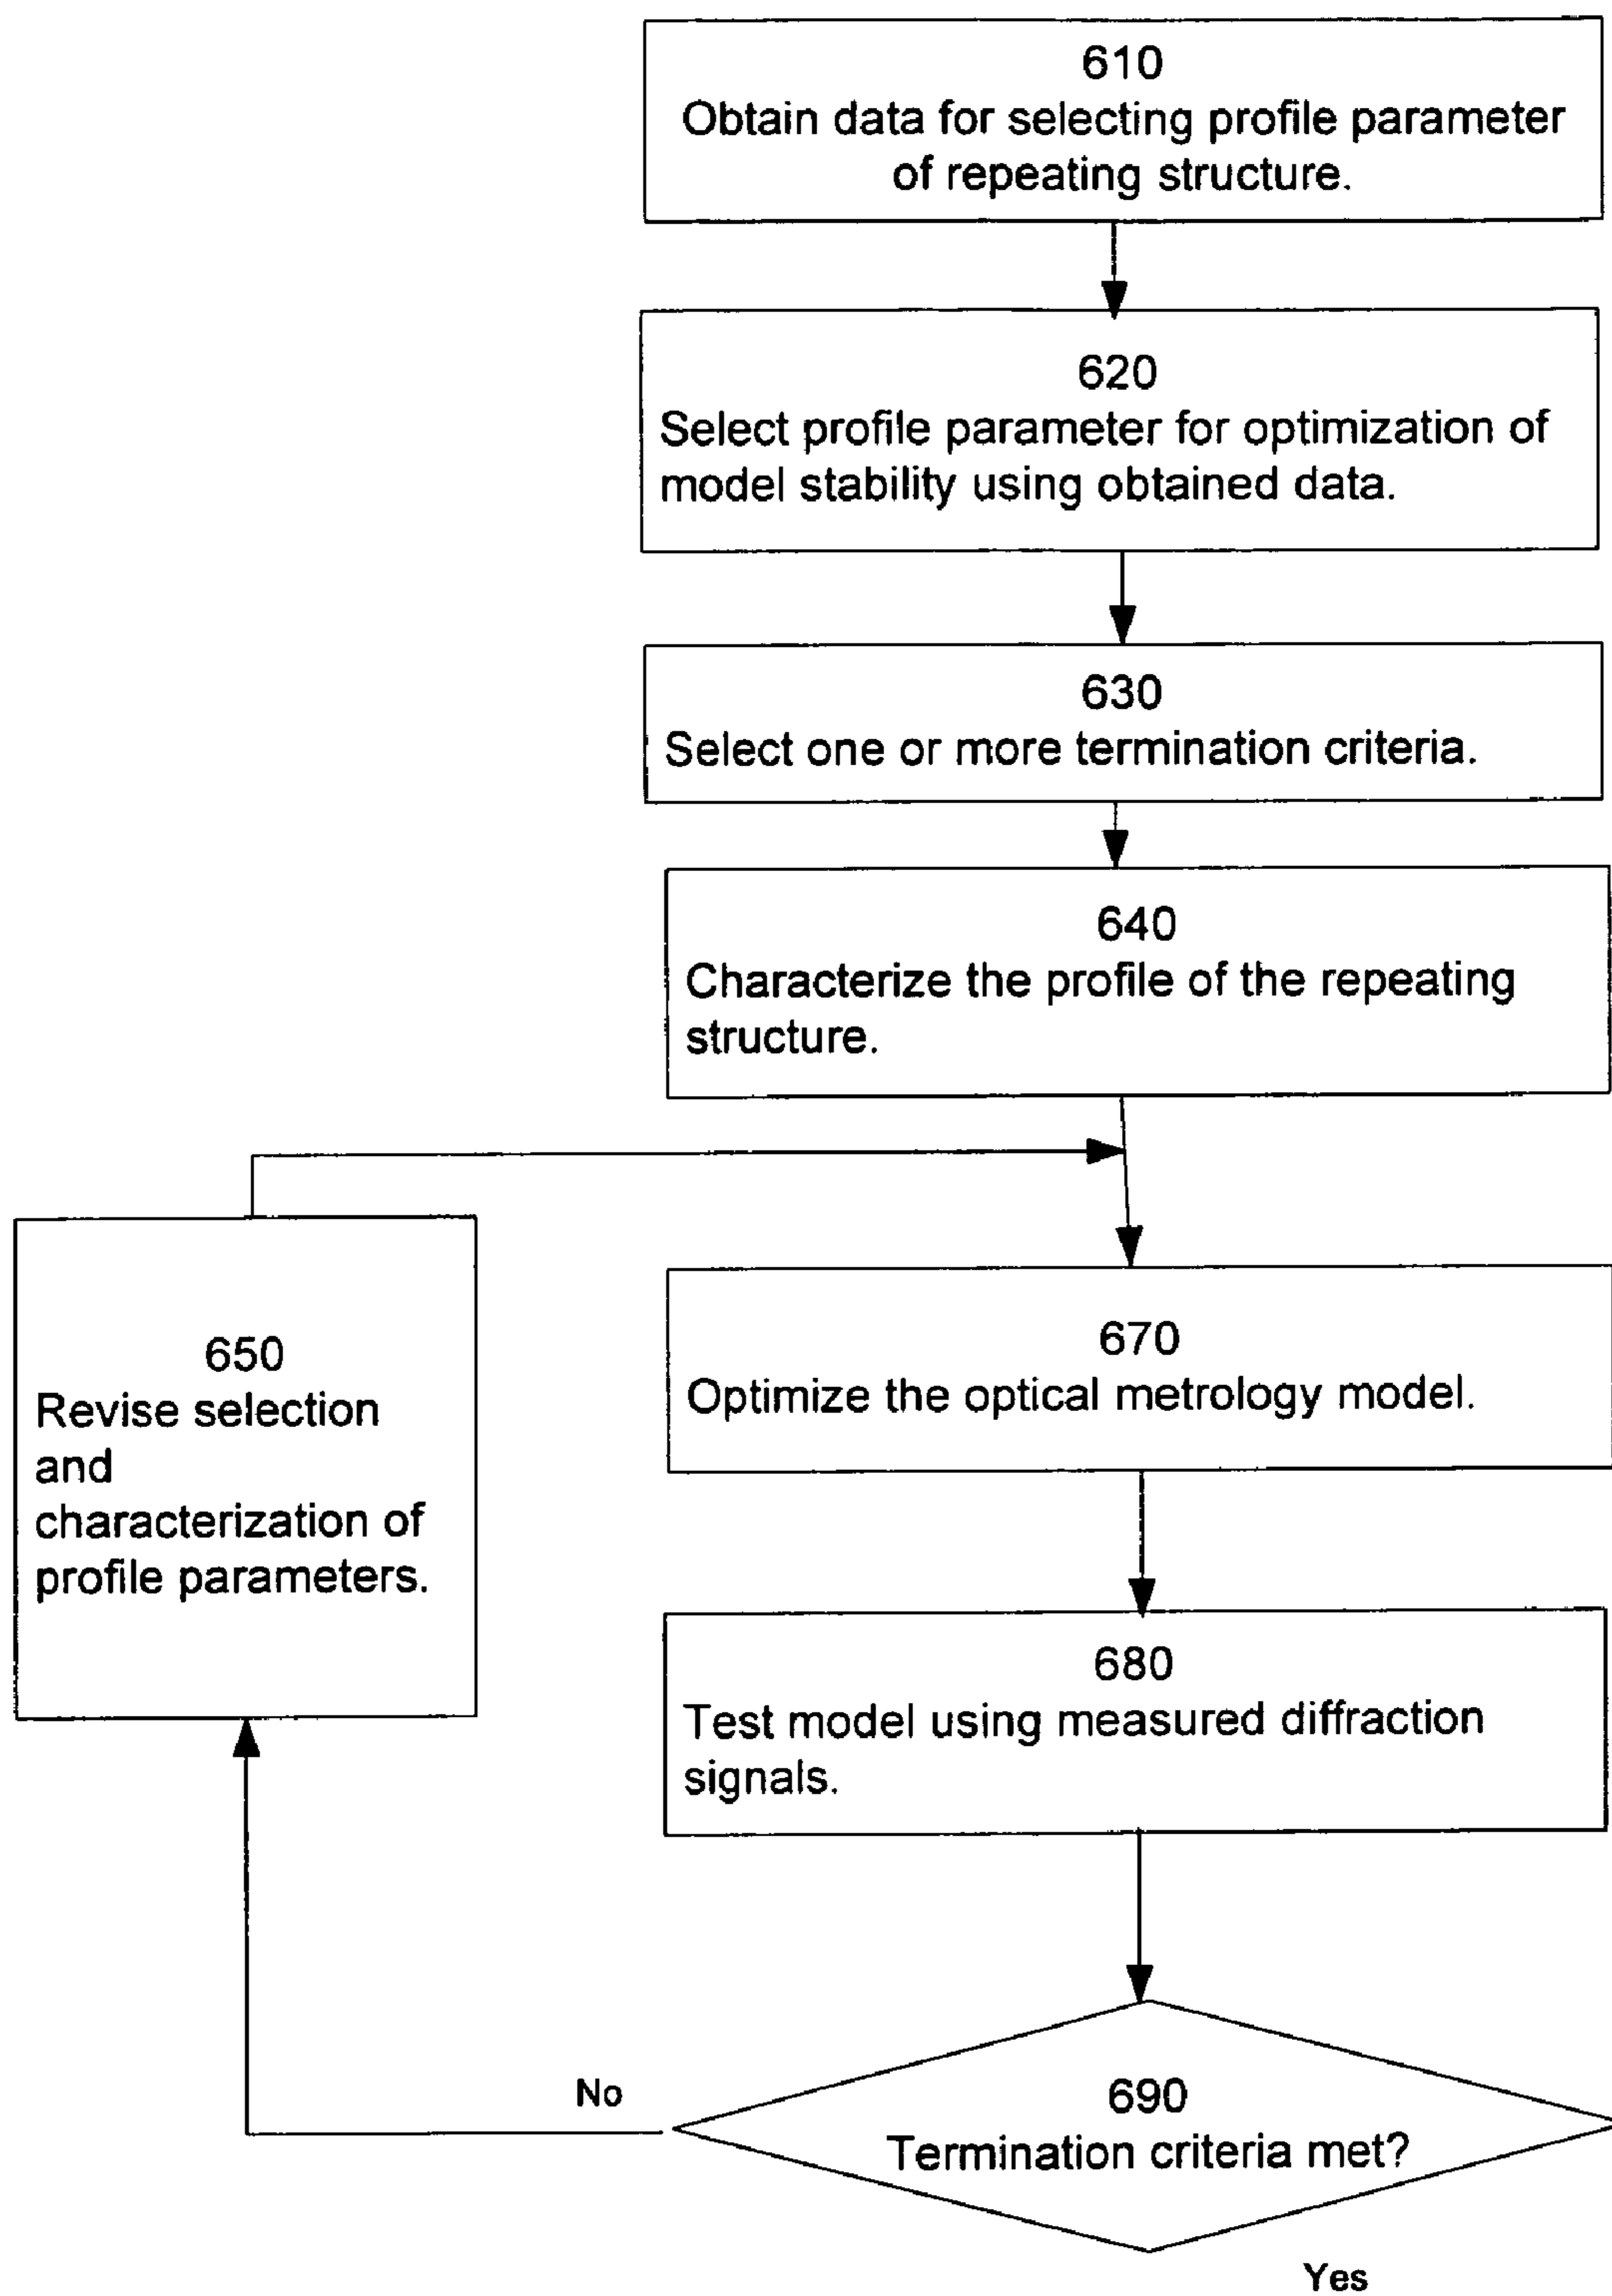 610
Obtain data for selecting profile parameter
of repeating structure.
620
Select profile parameter for optimization of
model stability using obtained data.
630
Select one or more termination criteria.
640
Characterize the profile of the repeating
structure.
650
Revise selection
and
characterization of
profile parameters.
670
Optimize the optical metrology model.
680
Test model using measured diffraction
signals.
No
690
Termination criteria met?
Yes